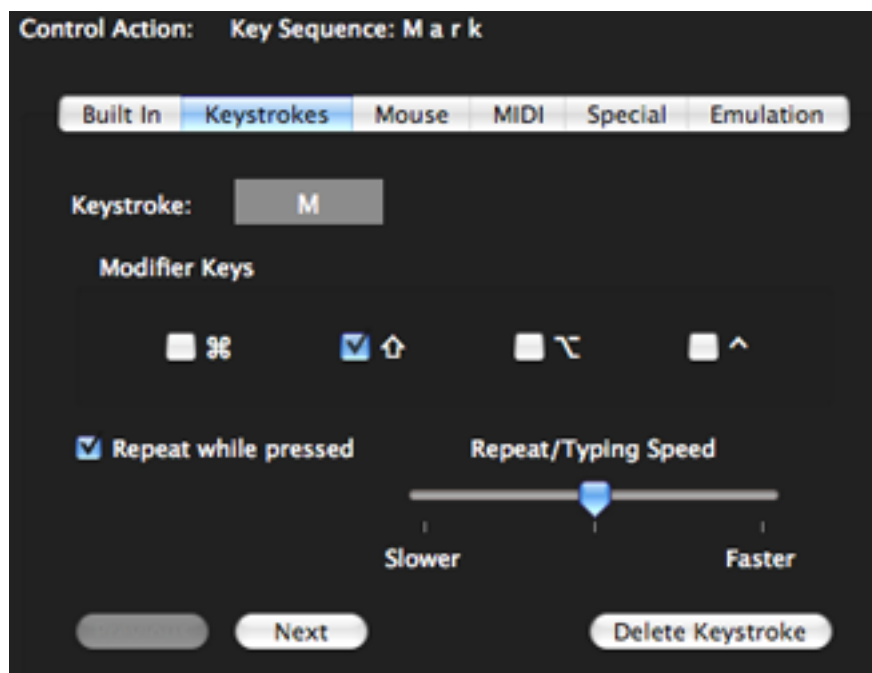 Control Action: Key Sequence: M a r k
Built In Keystrokes Mouse MIDI Special Emulation
Keystroke: M
Modifier Keys
⌘ ⇧ ⌥ ^
Repeat while pressed Repeat/Typing Speed
Slower Faster
Next Delete Keystroke